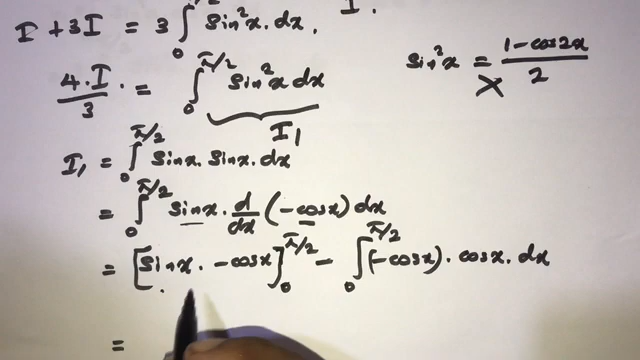 I + 3I = 3 ∫₀^π/2 sin²x. dx. I.
4.I/3 = ∫₀^π/2 sin²x dx sin²x = 1-cos2x/2
I₁
I₁ = ∫₀^π/2 sinx. sinx. dx
= ∫₀^π/2 sinx. d/dx (-cosx) dx
= [sinx. -cosx]₀^π/2 - ∫₀^π/2 (-cosx). cosx. dx
=